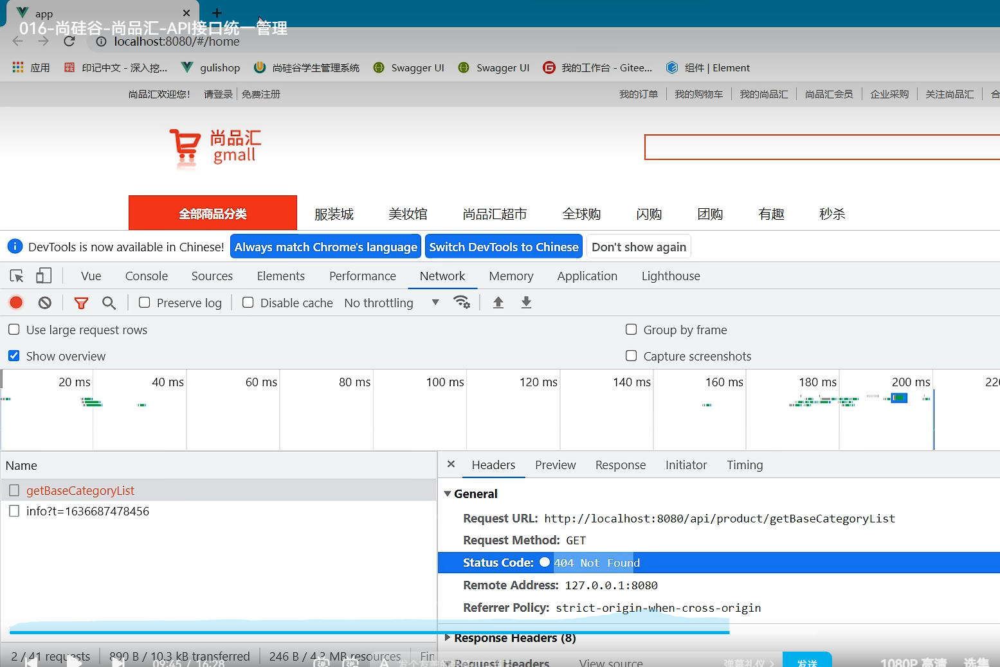 app
016-尚硅谷-尚品汇-API接口统一管理
localhost:8080/#/home
应用 印记中文 - 深入挖... gulishop 尚硅谷学生管理系统 Swagger UI Swagger UI 我的工作台 - Gitee... 组件 | Element
尚品汇欢迎您! 请登录 免费注册 我的订单 我的购物车 我的尚品汇 尚品汇会员 企业采购 关注尚品汇 合
尚品汇
gmall
全部商品分类 服装城 美妆馆 尚品汇超市 全球购 闪购 团购 有趣 秒杀
DevTools is now available in Chinese! Always match Chrome's language Switch DevTools to Chinese Don't show again
Vue Console Sources Elements Performance Network Memory Application Lighthouse
Preserve log Disable cache No throttling
Use large request rows Group by frame
Show overview Capture screenshots
20 ms 40 ms 60 ms 80 ms 100 ms 120 ms 140 ms 160 ms 180 ms 200 ms 220
Name Headers Preview Response Initiator Timing
getBaseCategoryList
info?t=1636687478456
General
Request URL: http://localhost:8080/api/product/getBaseCategoryList
Request Method: GET
Status Code: 404 Not Found
Remote Address: 127.0.0.1:8080
Referrer Policy: strict-origin-when-cross-origin
Response Headers (8)
2 / 41 requests 890 B / 10.3 kB transferred 246 B / 4.3 MB resources Fin
Request Headers View source
09:45 / 16:28 弹幕礼仪 发送 1080P 高清 选集